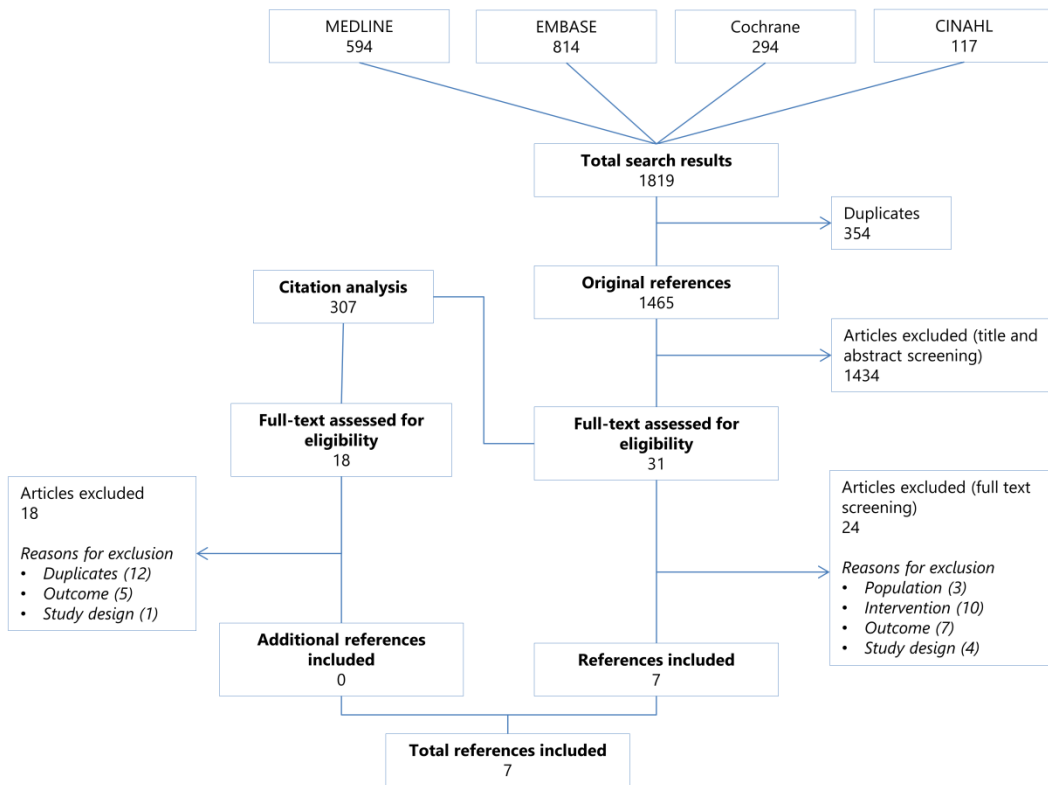 MEDLINE
594
EMBASE
814
Cochrane
294
CINAHL
117
Total search results
1819
Duplicates
354
Citation analysis
307
Original references
1465
Articles excluded (title and
abstract screening)
1434
Full-text assessed for
eligibility
18
Full-text assessed for
eligibility
31
Articles excluded
18
Reasons for exclusion
• Duplicates (12)
• Outcome (5)
• Study design (1)
Articles excluded (full text
screening)
24
Reasons for exclusion
• Population (3)
• Intervention (10)
• Outcome (7)
• Study design (4)
Additional references
included
0
References included
7
Total references included
7